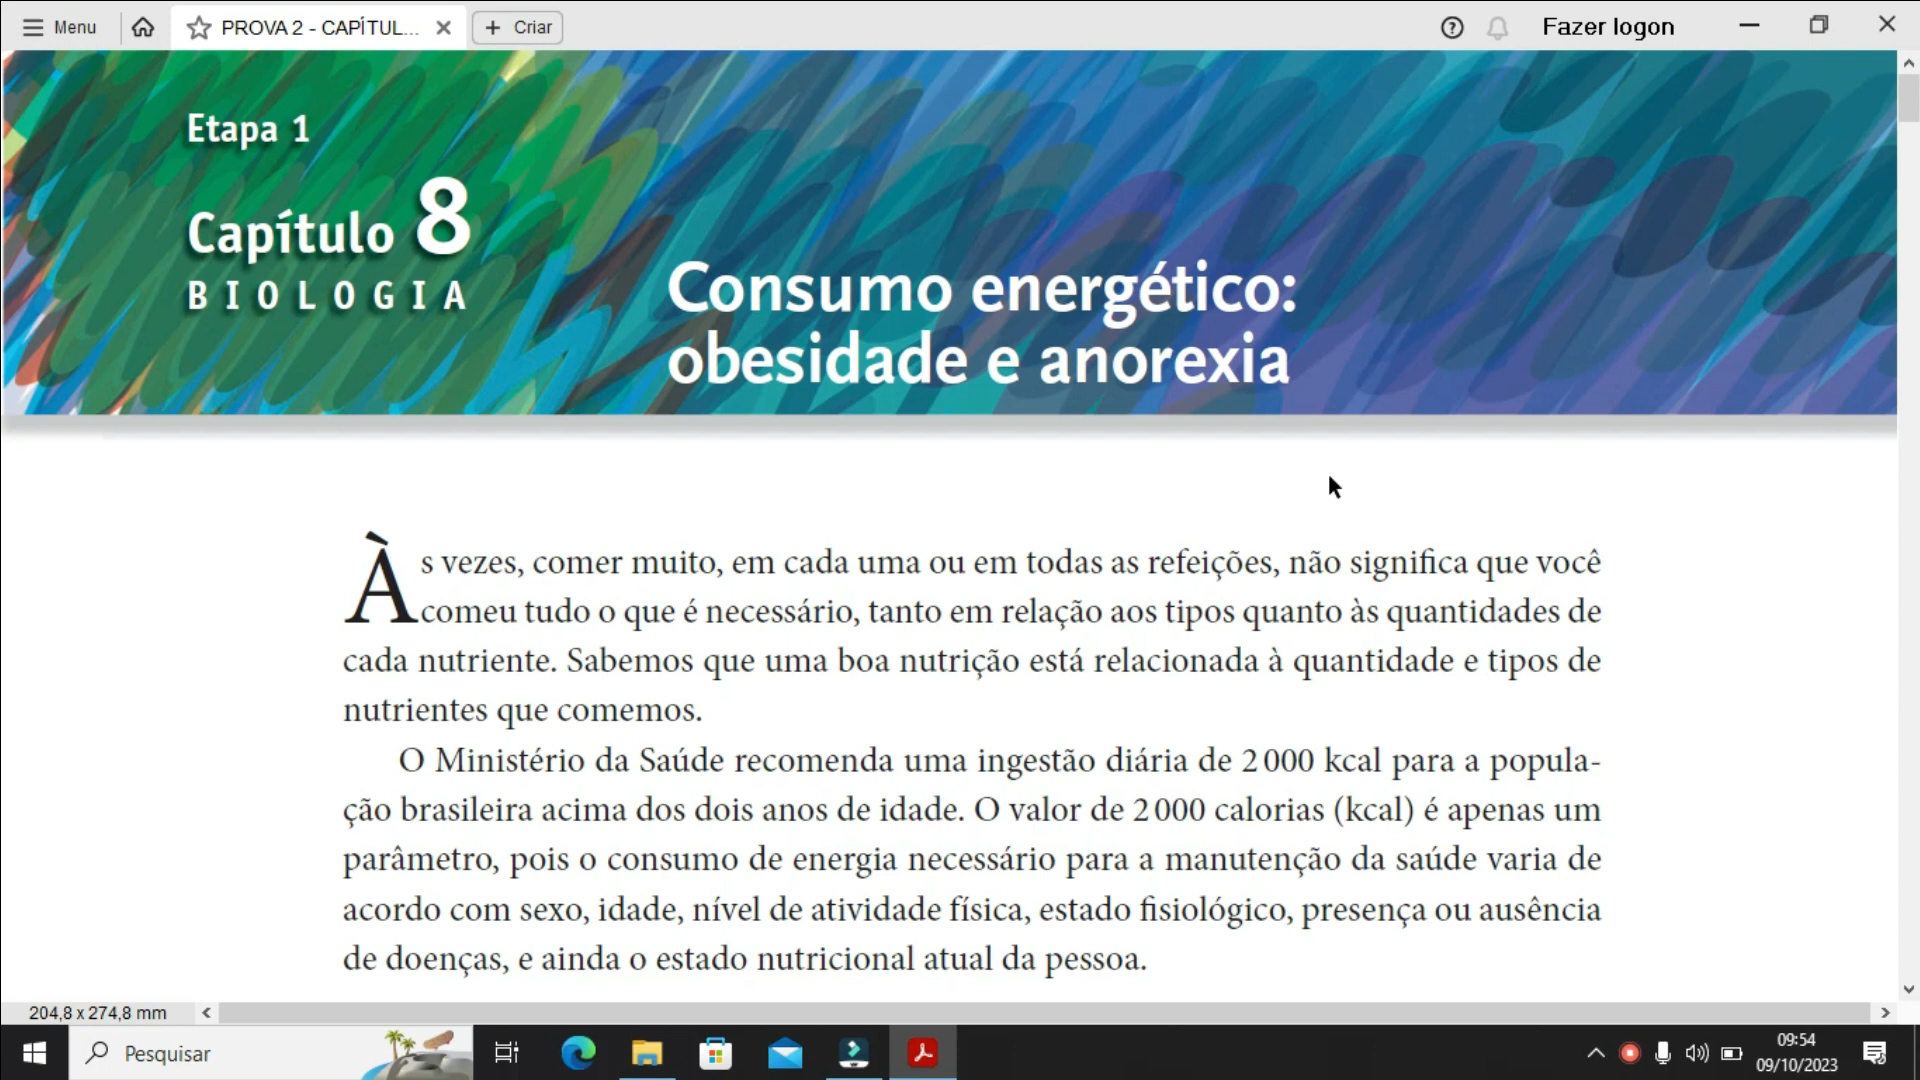 Menu
PROVA 2 - CAPÍTUL...
Criar
Fazer logon
Etapa 1
Capítulo 8
BIOLOGIA
Consumo energético:
obesidade e anorexia
Às vezes, comer muito, em cada uma ou em todas as refeições, não significa que você
comeu tudo o que é necessário, tanto em relação aos tipos quanto às quantidades de
cada nutriente. Sabemos que uma boa nutrição está relacionada à quantidade e tipos de
nutrientes que comemos.
O Ministério da Saúde recomenda uma ingestão diária de 2 000 kcal para a popula-
ção brasileira acima dos dois anos de idade. O valor de 2 000 calorias (kcal) é apenas um
parâmetro, pois o consumo de energia necessário para a manutenção da saúde varia de
acordo com sexo, idade, nível de atividade física, estado fisiológico, presença ou ausência
de doenças, e ainda o estado nutricional atual da pessoa.
204,8 x 274,8 mm
Pesquisar
09:54
09/10/2023